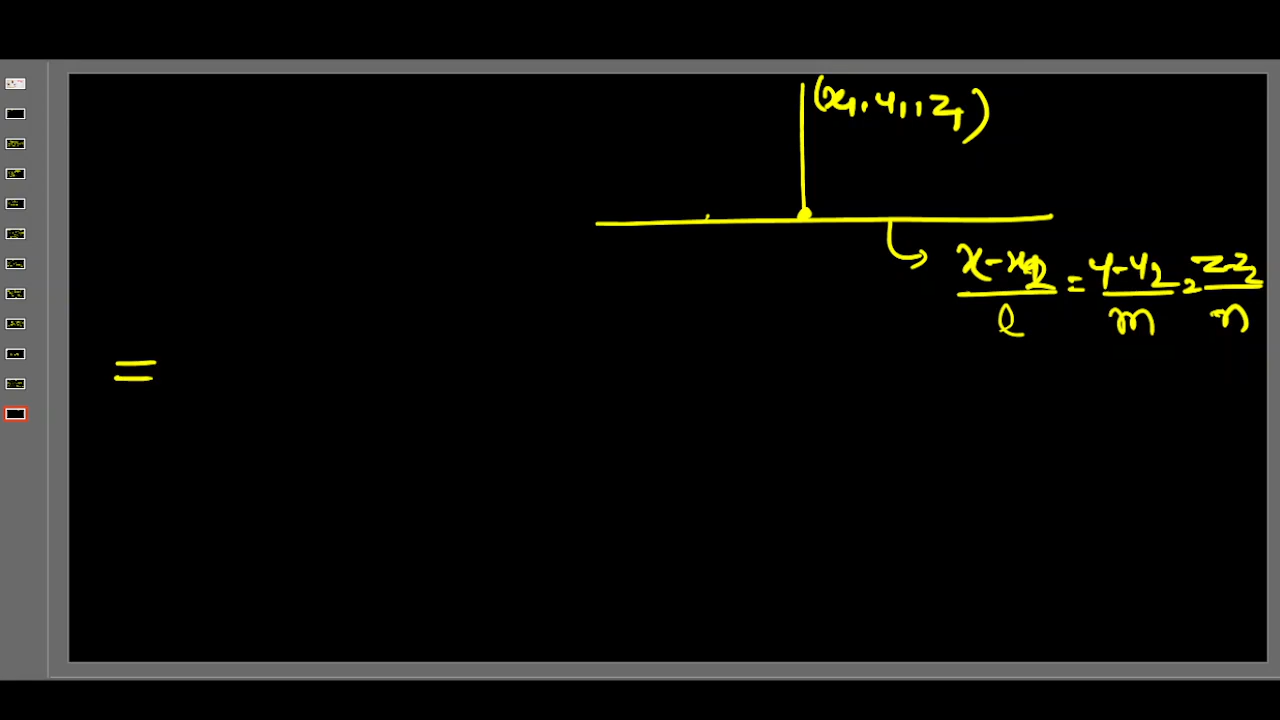 (x1, y1, z1)
x-x2/l = y-y2/m = z-z2/n
=